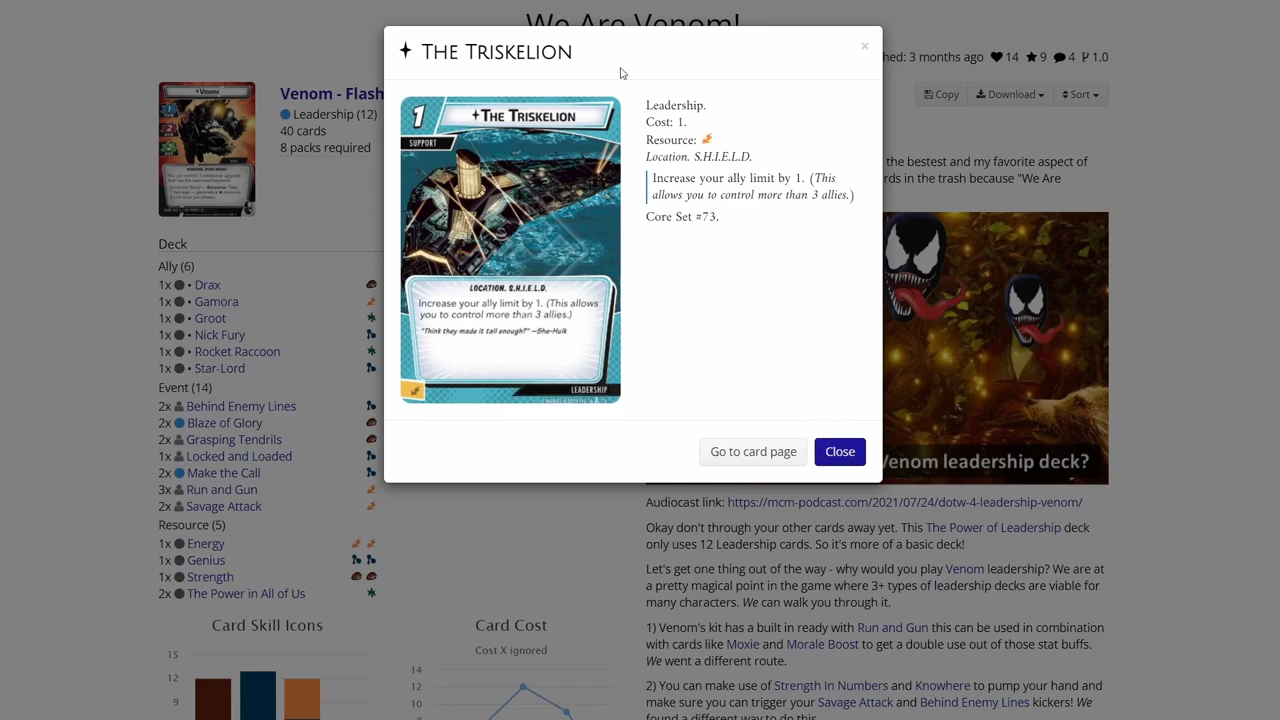 We Are Venom!
THE TRISKELION
×
hed: 3 months ago 14 9 4 1.0
Venom - Flash
Leadership (12)
40 cards
8 packs required
Copy Download Sort
1
THE TRISKELION
SUPPORT
LOCATION. S.H.I.E.L.D.
Increase your ally limit by 1. (This allows
you to control more than 3 allies.)
"Think they made it tall enough?" —She-Hulk
LEADERSHIP
Leadership.
Cost: 1.
Resource:
Location. S.H.I.E.L.D.
Increase your ally limit by 1. (This
allows you to control more than 3 allies.)
Core Set #73.
Go to card page
Close
the bestest and my favorite aspect of
rds in the trash because "We Are
Venom leadership deck?
Deck
Ally (6)
1x • Drax
1x • Gamora
1x • Groot
1x • Nick Fury
1x • Rocket Raccoon
1x • Star-Lord
Event (14)
2x Behind Enemy Lines
2x Blaze of Glory
2x Grasping Tendrils
1x Locked and Loaded
2x Make the Call
3x Run and Gun
2x Savage Attack
Resource (5)
1x Energy
1x Genius
1x Strength
2x The Power in All of Us
Card Skill Icons
15
12
9
Card Cost
Cost X ignored
14
12
10
Audiocast link: https://mcm-podcast.com/2021/07/24/dotw-4-leadership-venom/
Okay don't through your other cards away yet. This The Power of Leadership deck
only uses 12 Leadership cards. So it's more of a basic deck!
Let's get one thing out of the way - why would you play Venom leadership? We are at
a pretty magical point in the game where 3+ types of leadership decks are viable for
many characters. We can walk you through it.
1) Venom's kit has a built in ready with Run and Gun this can be used in combination
with cards like Moxie and Morale Boost to get a double use out of those stat buffs.
We went a different route.
2) You can make use of Strength In Numbers and Knowhere to pump your hand and
make sure you can trigger your Savage Attack and Behind Enemy Lines kickers! We
found a different way to do this.